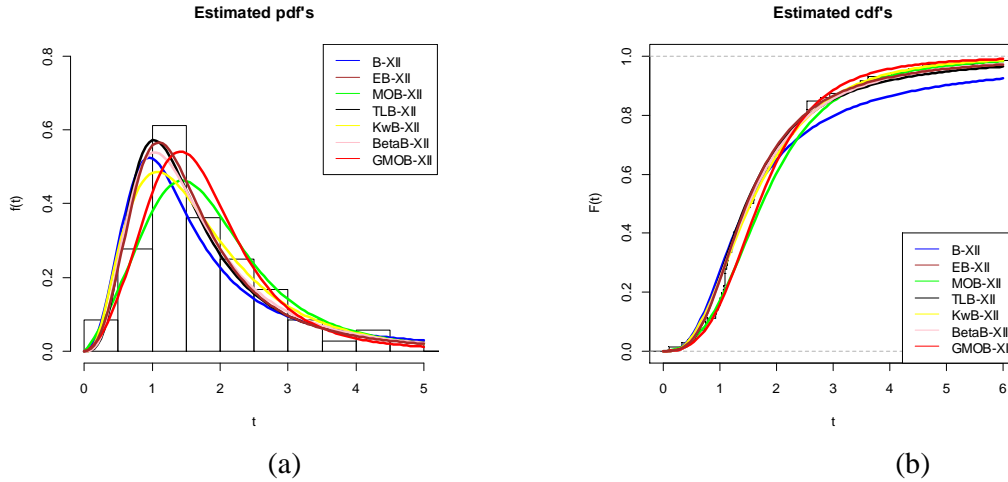 Estimated pdf's
0.8
0.6
0.4
0.2
0.0
f(t)
B-XII
EB-XII
MOB-XII
TLB-XII
KwB-XII
BetaB-XII
GMOB-XII
0 1 2 3 4 5
t
(a)
Estimated cdf's
1.0
0.8
0.6
0.4
0.2
0.0
F(t)
B-XII
EB-XII
MOB-XII
TLB-XII
KwB-XII
BetaB-XII
GMOB-XI
0 1 2 3 4 5 6
t
(b)